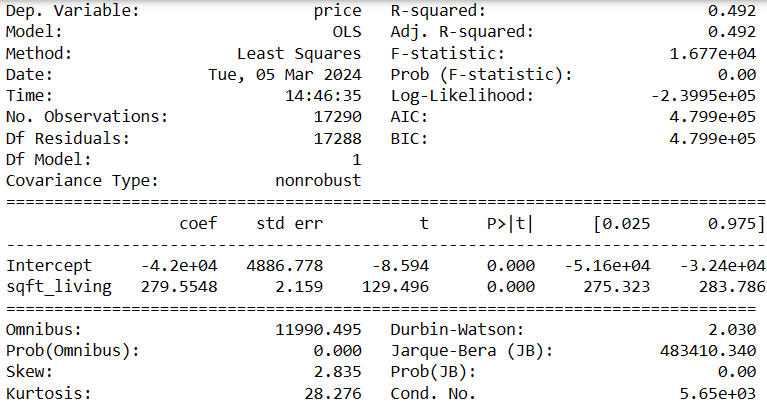 Dep. Variable: price R-squared: 0.492
Model: OLS Adj. R-squared: 0.492
Method: Least Squares F-statistic: 1.677e+04
Date: Tue, 05 Mar 2024 Prob (F-statistic): 0.00
Time: 14:46:35 Log-Likelihood: -2.3995e+05
No. Observations: 17290 AIC: 4.799e+05
Df Residuals: 17288 BIC: 4.799e+05
Df Model: 1
Covariance Type: nonrobust
==============================================================================
coef std err t P>|t| [0.025 0.975]
------------------------------------------------------------------------------
Intercept -4.2e+04 4886.778 -8.594 0.000 -5.16e+04 -3.24e+04
sqft_living 279.5548 2.159 129.496 0.000 275.323 283.786
==============================================================================
Omnibus: 11990.495 Durbin-Watson: 2.030
Prob(Omnibus): 0.000 Jarque-Bera (JB): 483410.340
Skew: 2.835 Prob(JB): 0.00
Kurtosis: 28.276 Cond. No. 5.65e+03